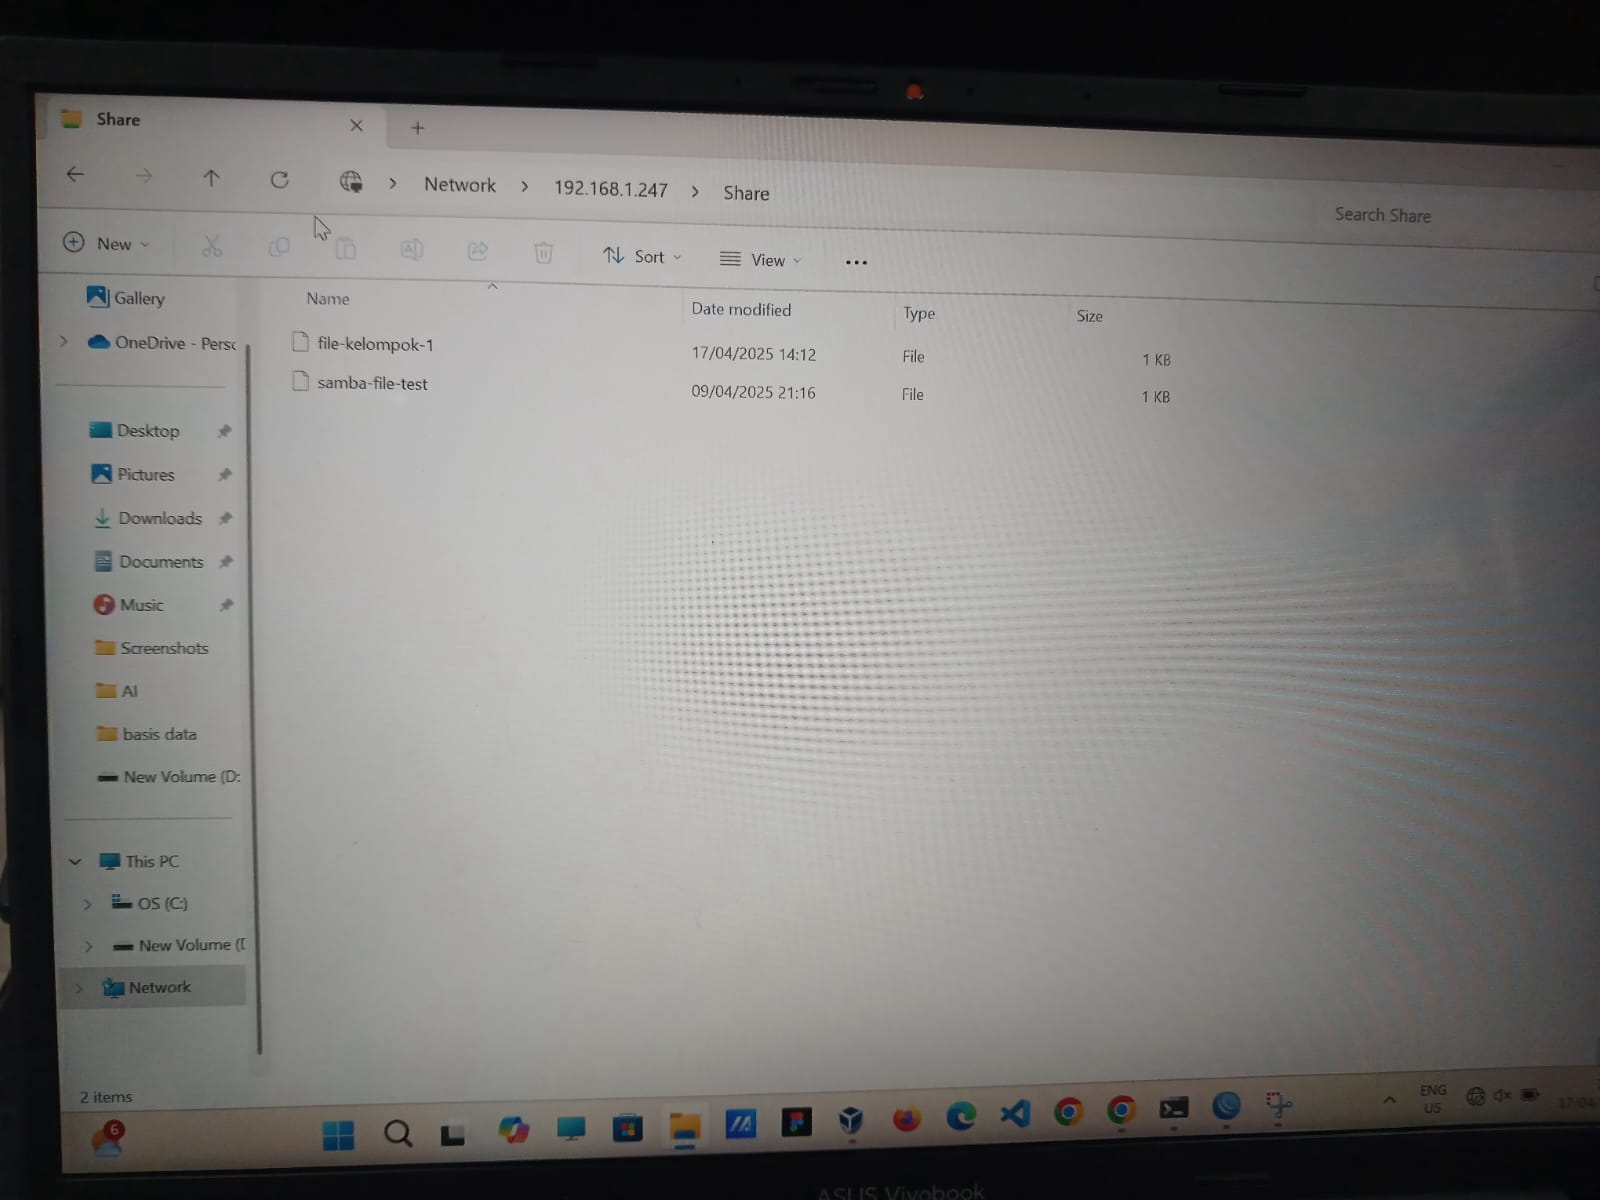 Share
Network > 192.168.1.247 > Share
Search Share
New
Sort
View
Name
Date modified
Type
Size
file-kelompok-1
17/04/2025 14:12
File
1 KB
samba-file-test
09/04/2025 21:16
File
1 KB
Gallery
OneDrive - Perso
Desktop
Pictures
Downloads
Documents
Music
Screenshots
AI
basis data
New Volume (D:
This PC
OS (C:)
New Volume (D
Network
2 items
6
ENG
US
17/04
ASUS Vivobook